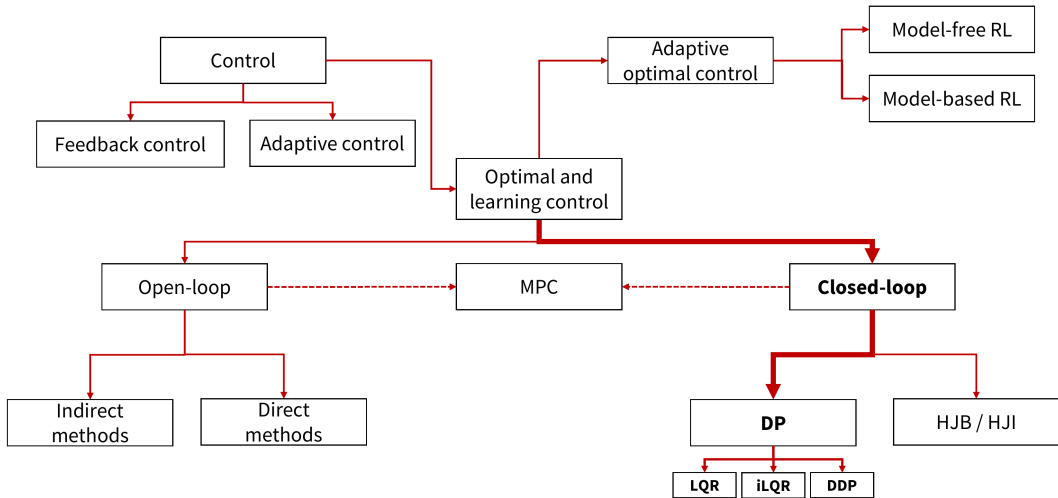 Control
Feedback control
Adaptive control
Adaptive
optimal control
Model-free RL
Model-based RL
Optimal and
learning control
Open-loop
MPC
Closed-loop
Indirect
methods
Direct
methods
DP
HJB / HJI
LQR
iLQR
DDP